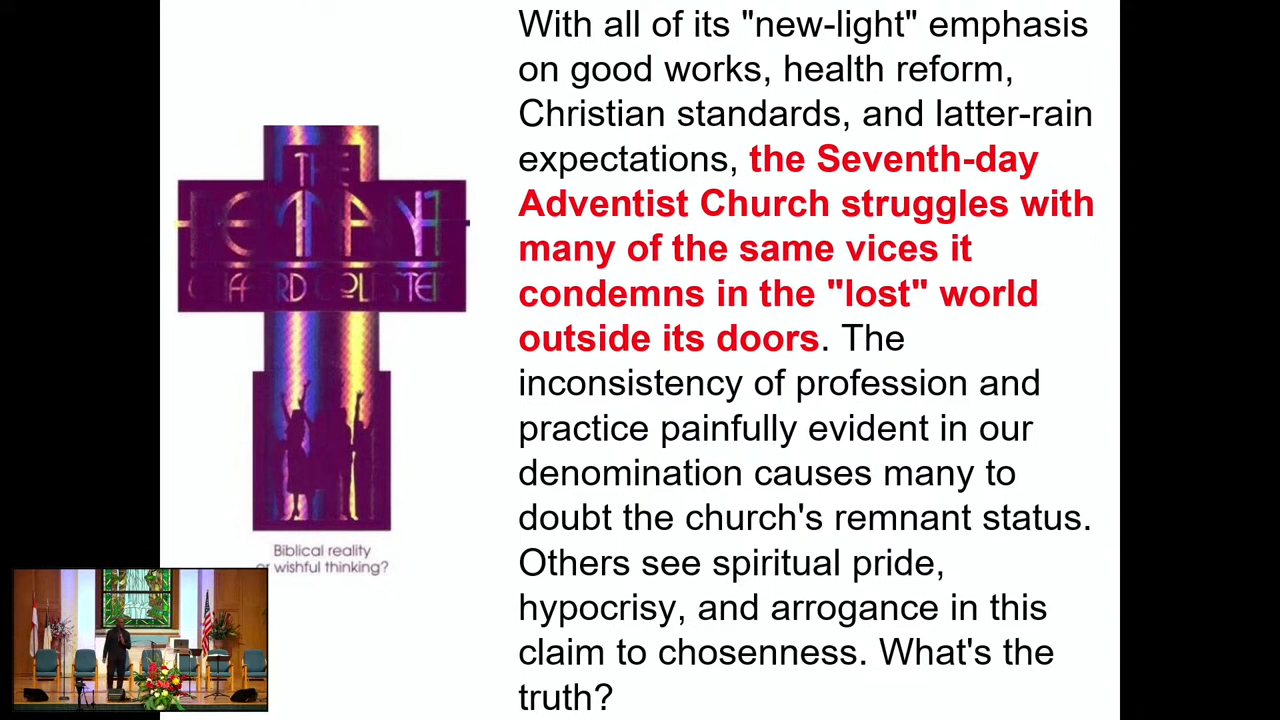 THE
Biblical reality
or wishful thinking?
With all of its "new-light" emphasis
on good works, health reform,
Christian standards, and latter-rain
expectations, the Seventh-day
Adventist Church struggles with
many of the same vices it
condemns in the "lost" world
outside its doors. The
inconsistency of profession and
practice painfully evident in our
denomination causes many to
doubt the church's remnant status.
Others see spiritual pride,
hypocrisy, and arrogance in this
claim to chosenness. What's the
truth?